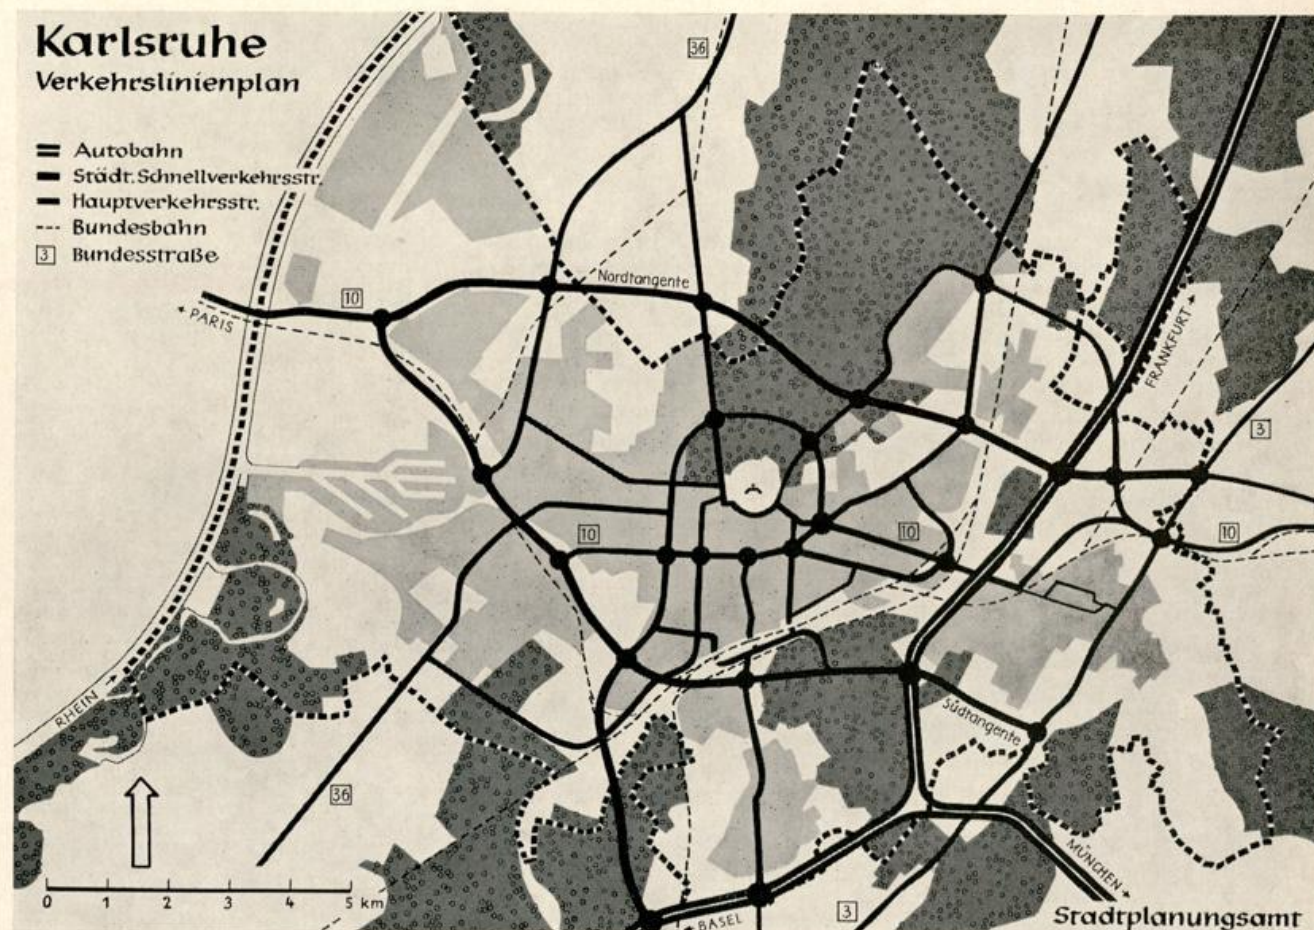 Karlsruhe
Verkehrslinienplan
Autobahn
Städt. Schnellverkehrsstr.
Hauptverkehrsstr.
Bundesbahn
3 Bundesstraße
36
10
PARIS
Nordtangente
FRANKFURT
3
10
10
10
RHEIN
Südtangente
36
MÜNCHEN
0 1 2 3 4 5 km
BASEL
3
Stadtplanungsamt